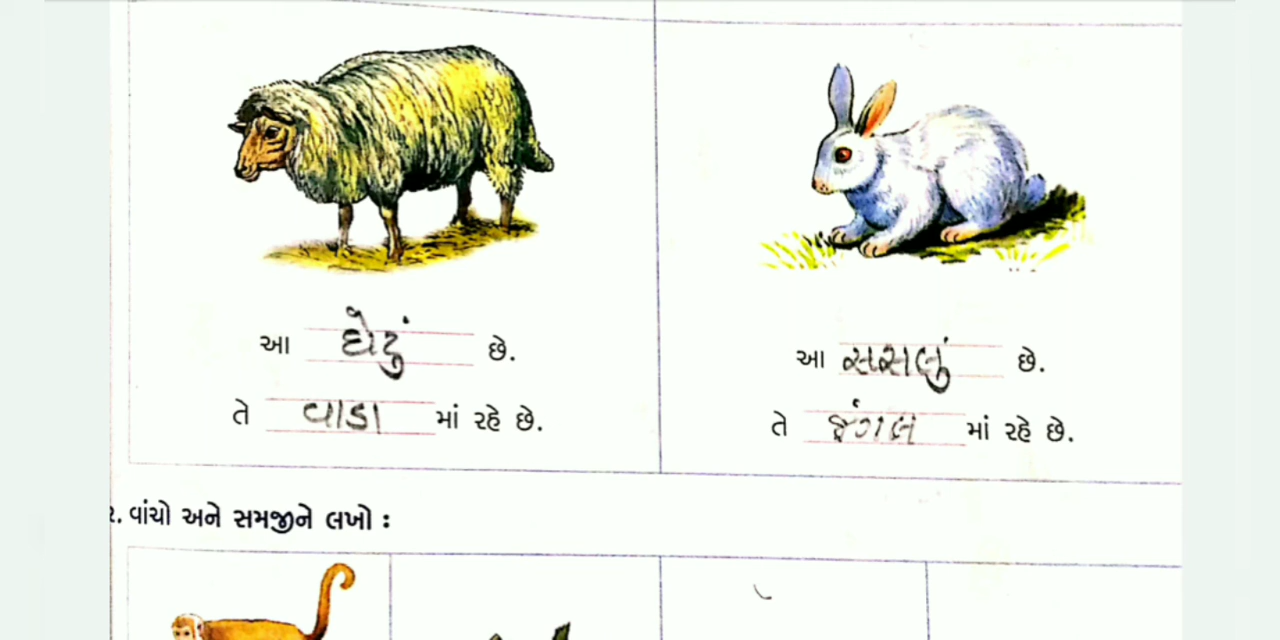 આ ઘેટું છે.
તે વાડા માં રહે છે.
આ સસલું છે.
તે જંગલ માં રહે છે.
૨. વાંચો અને સમજીને લખો :